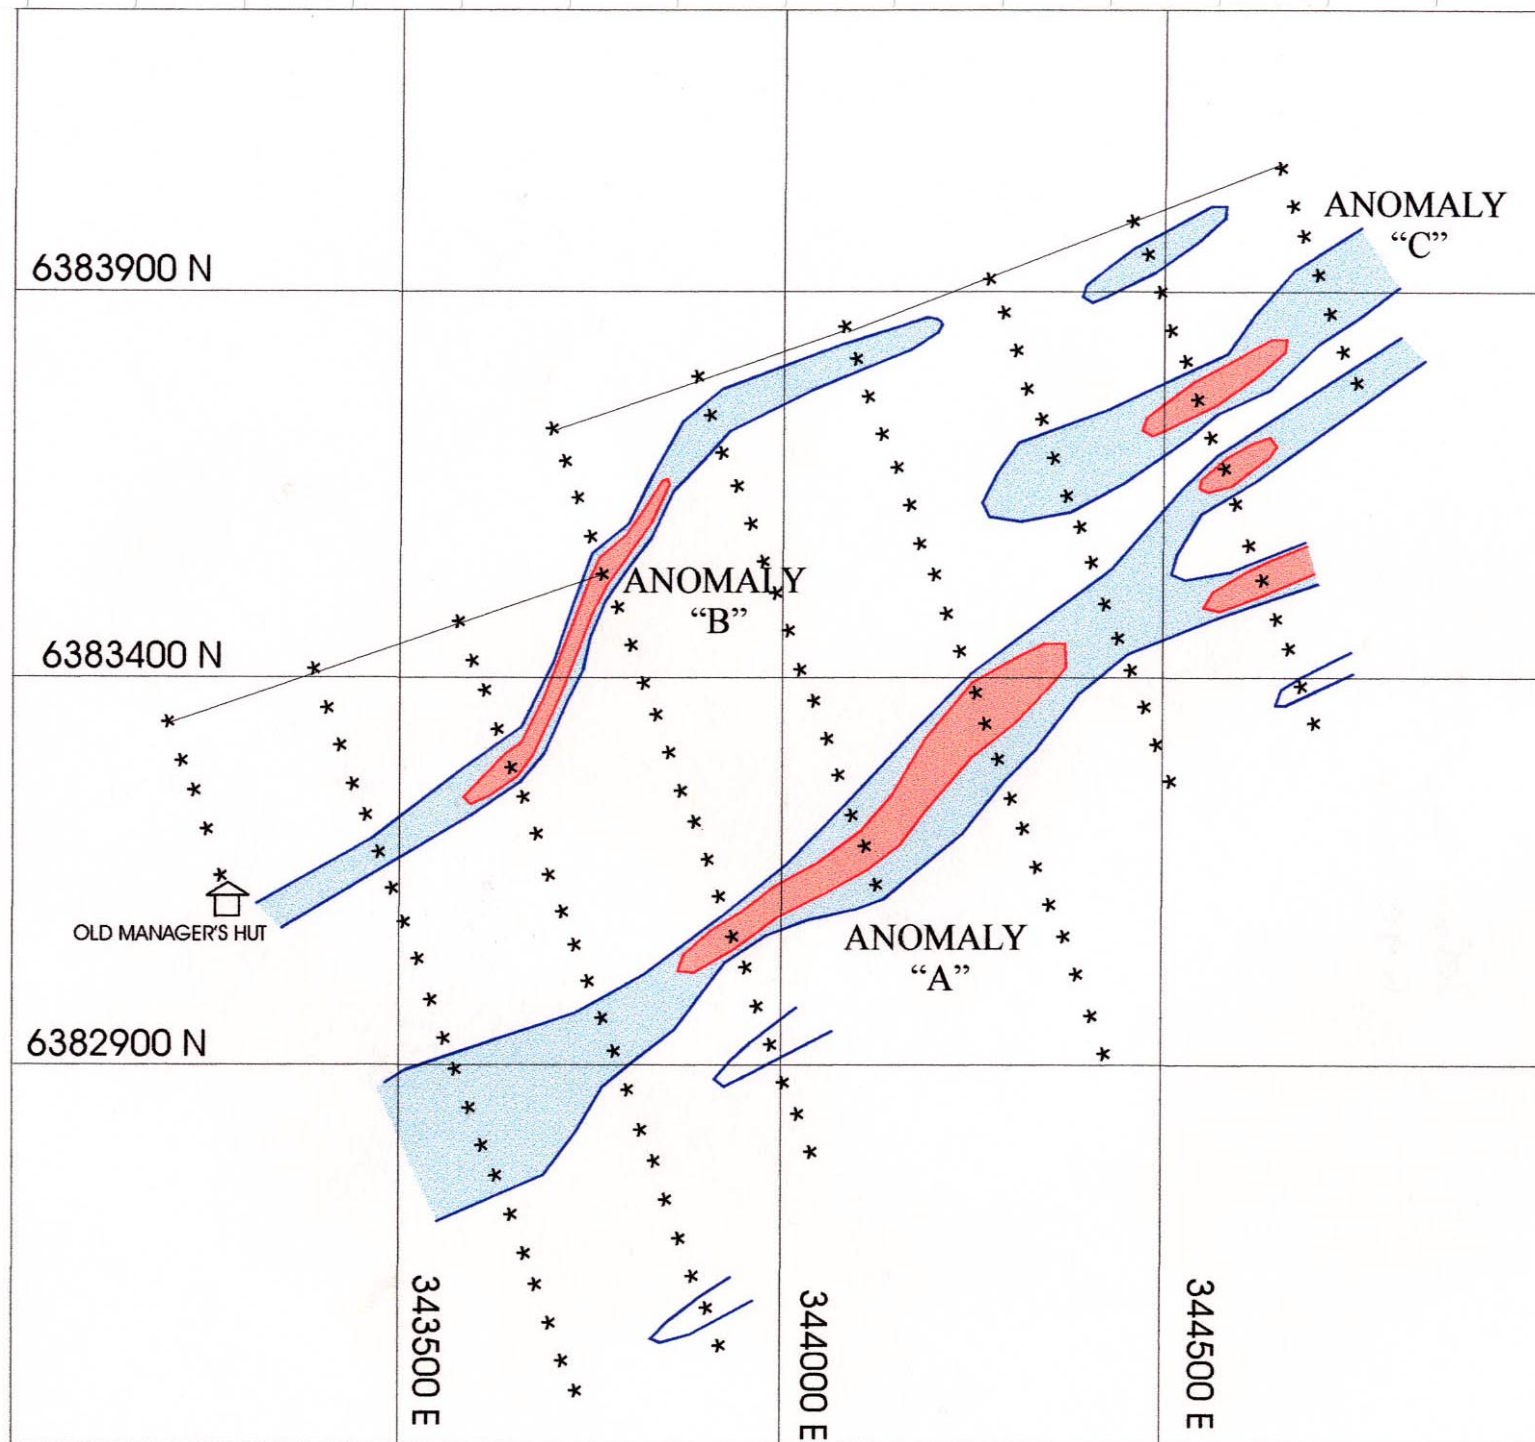 ANOMALY
“C”
6383900 N
ANOMALY
“B”
6383400 N
OLD MANAGER'S HUT
ANOMALY
“A”
6382900 N
343500 E
344000 E
344500 E